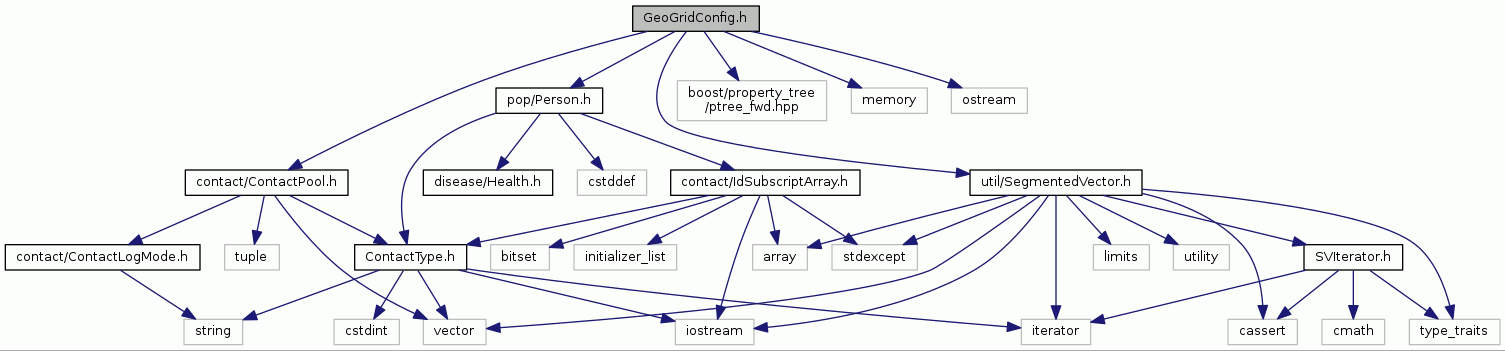 GeoGridConfig.h
pop/Person.h
boost/property_tree
/ptree_fwd.hpp
memory
ostream
contact/ContactPool.h
disease/Health.h
cstddef
contact/IdSubscriptArray.h
util/SegmentedVector.h
contact/ContactLogMode.h
tuple
ContactType.h
bitset
initializer_list
array
stdexcept
limits
utility
SVIterator.h
string
cstdint
vector
iostream
iterator
cassert
cmath
type_traits